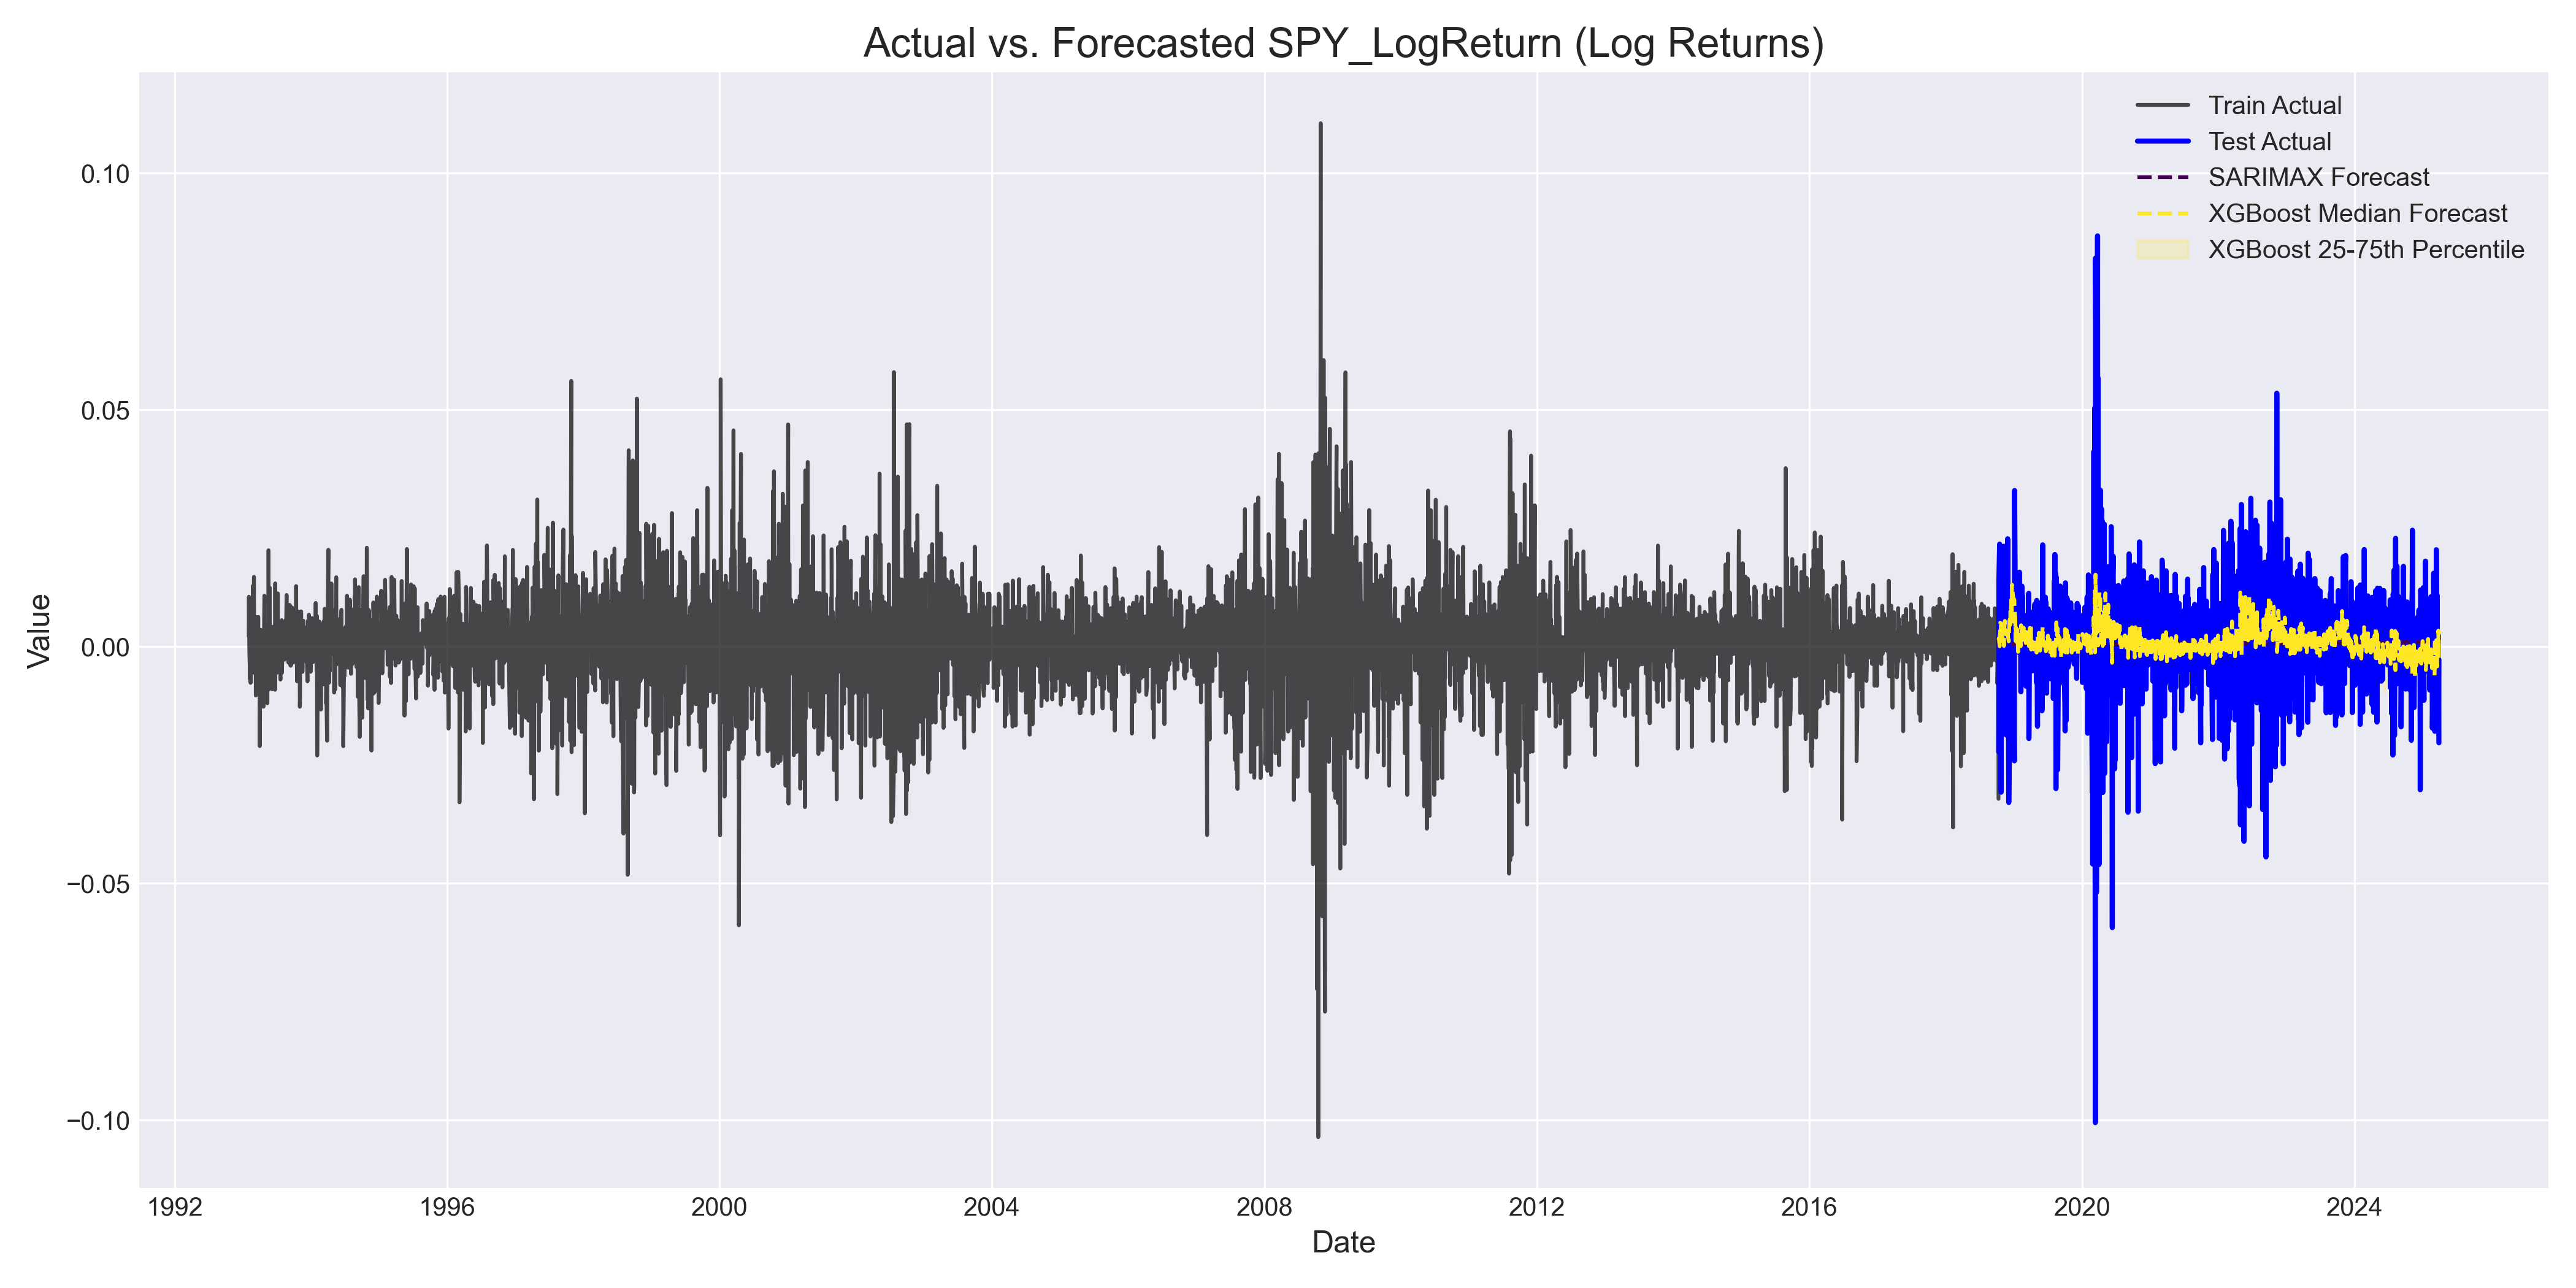 Actual vs. Forecasted SPY_LogReturn (Log Returns)
Train Actual
Test Actual
SARIMAX Forecast
XGBoost Median Forecast
XGBoost 25-75th Percentile
Value
0.10
0.05
0.00
−0.05
−0.10
1992 1996 2000 2004 2008 2012 2016 2020 2024
Date